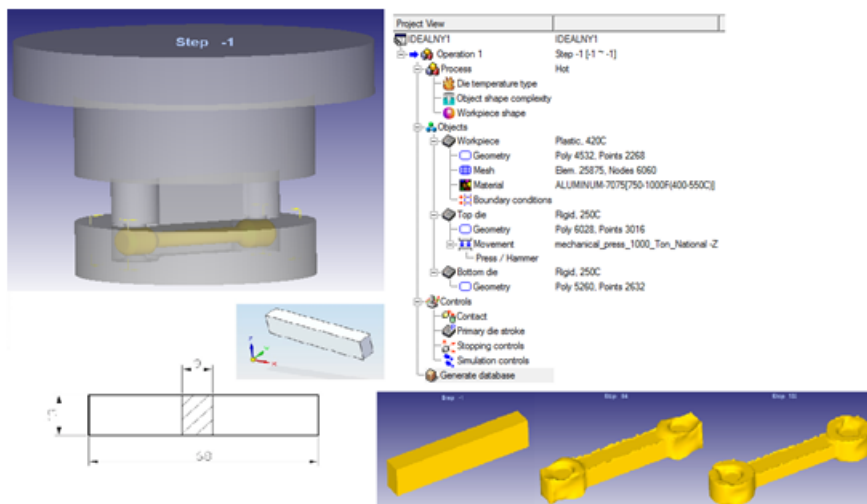 Step -1
Project View
IDEALNY1 IDEALNY1
Operation 1 Step -1 [-1 ~ -1]
Process Hot
Die temperature type
Object shape complexity
Workpiece shape
Objects
Workpiece Plastic, 420C
Geometry Poly 4532, Points 2268
Mesh Elem. 25875, Nodes 6060
Material ALUMINUM-7075[750-1000F(400-550C)]
Boundary conditions
Top die Rigid, 250C
Geometry Poly 6028, Points 3016
Movement mechanical_press_1000_Ton_National -Z
Press / Hammer
Bottom die Rigid, 250C
Geometry Poly 5260, Points 2632
Controls
Contact
Primary die stroke
Stopping controls
Simulation controls
Generate database
Step -1